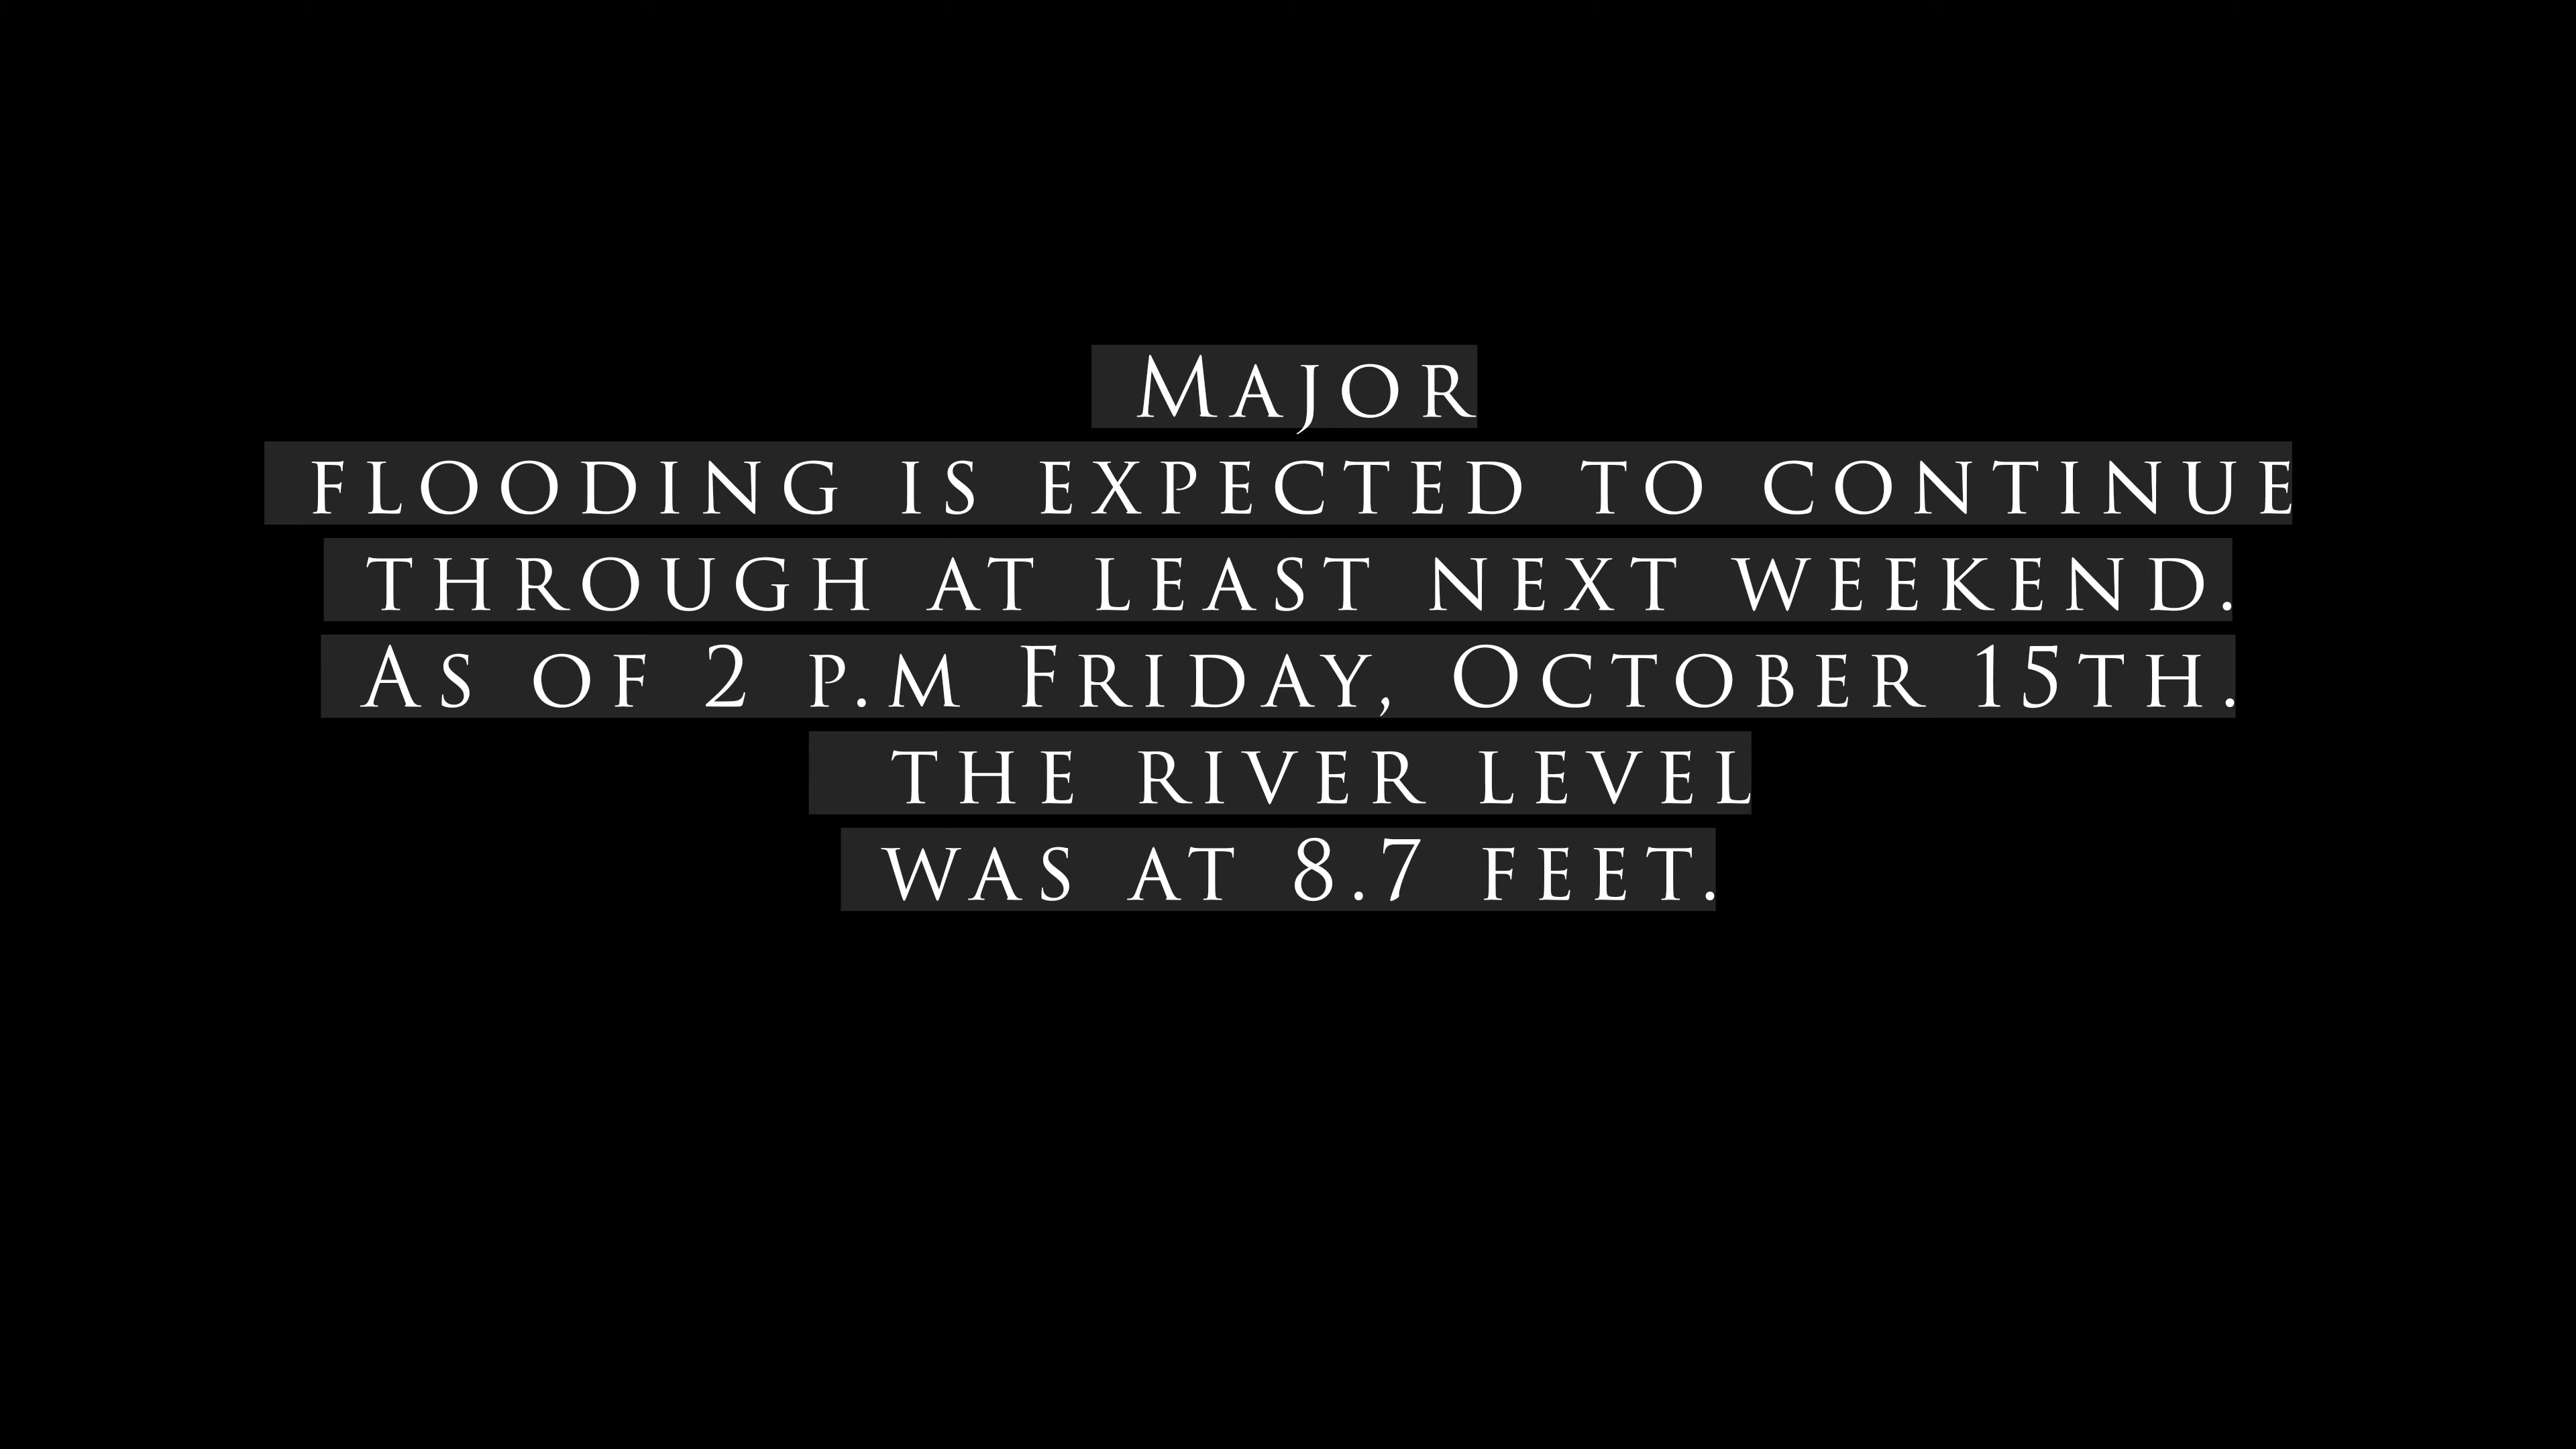 Major
flooding is expected to continue
through at least next weekend.
As of 2 p.m Friday, October 15th.
the river level
was at 8.7 feet.